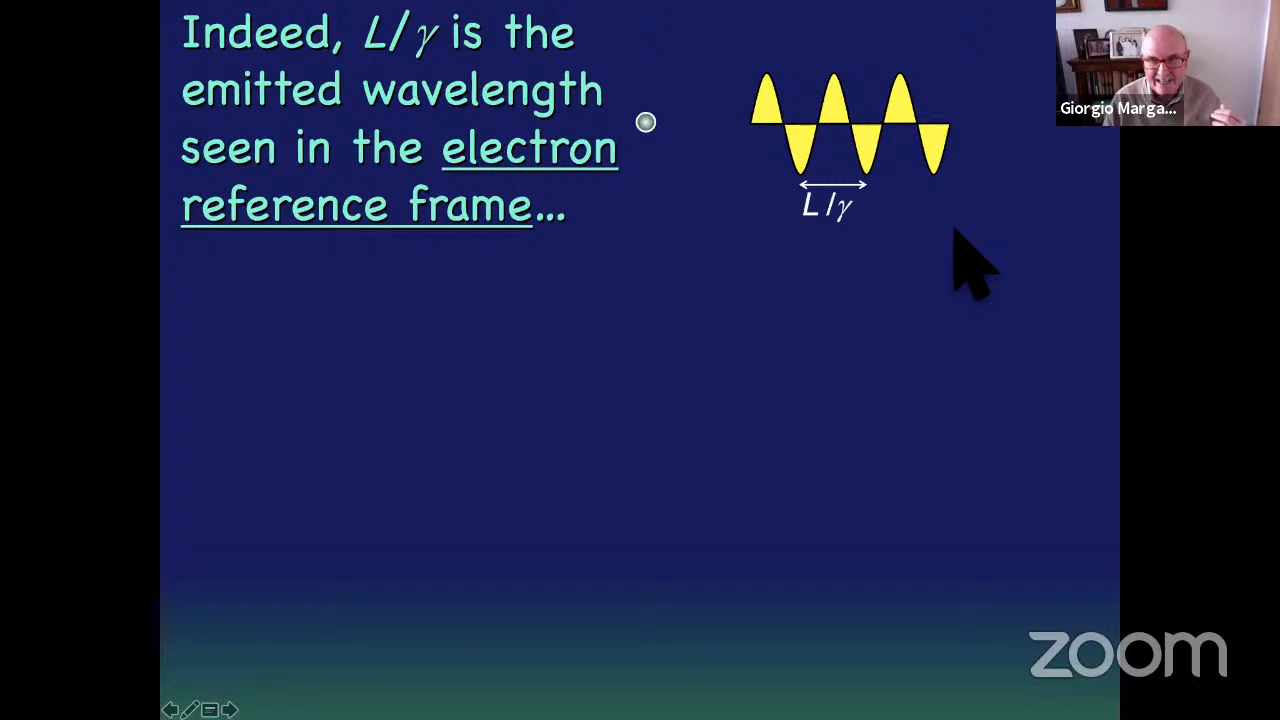 Indeed, L/γ is the
emitted wavelength
seen in the electron
reference frame...
L/γ
Giorgio Marga...
zoom